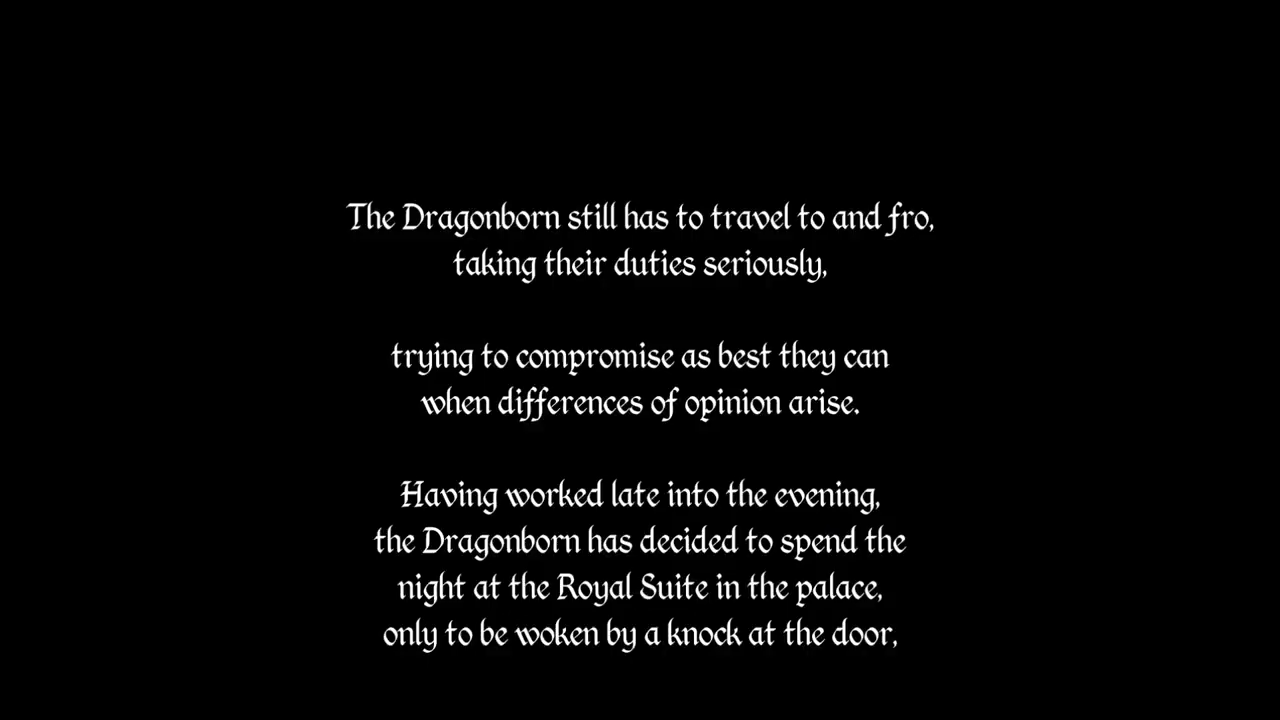 The Dragonborn still has to travel to and fro,
taking their duties seriously,
trying to compromise as best they can
when differences of opinion arise.
Having worked late into the evening,
the Dragonborn has decided to spend the
night at the Royal Suite in the palace,
only to be woken by a knock at the door,